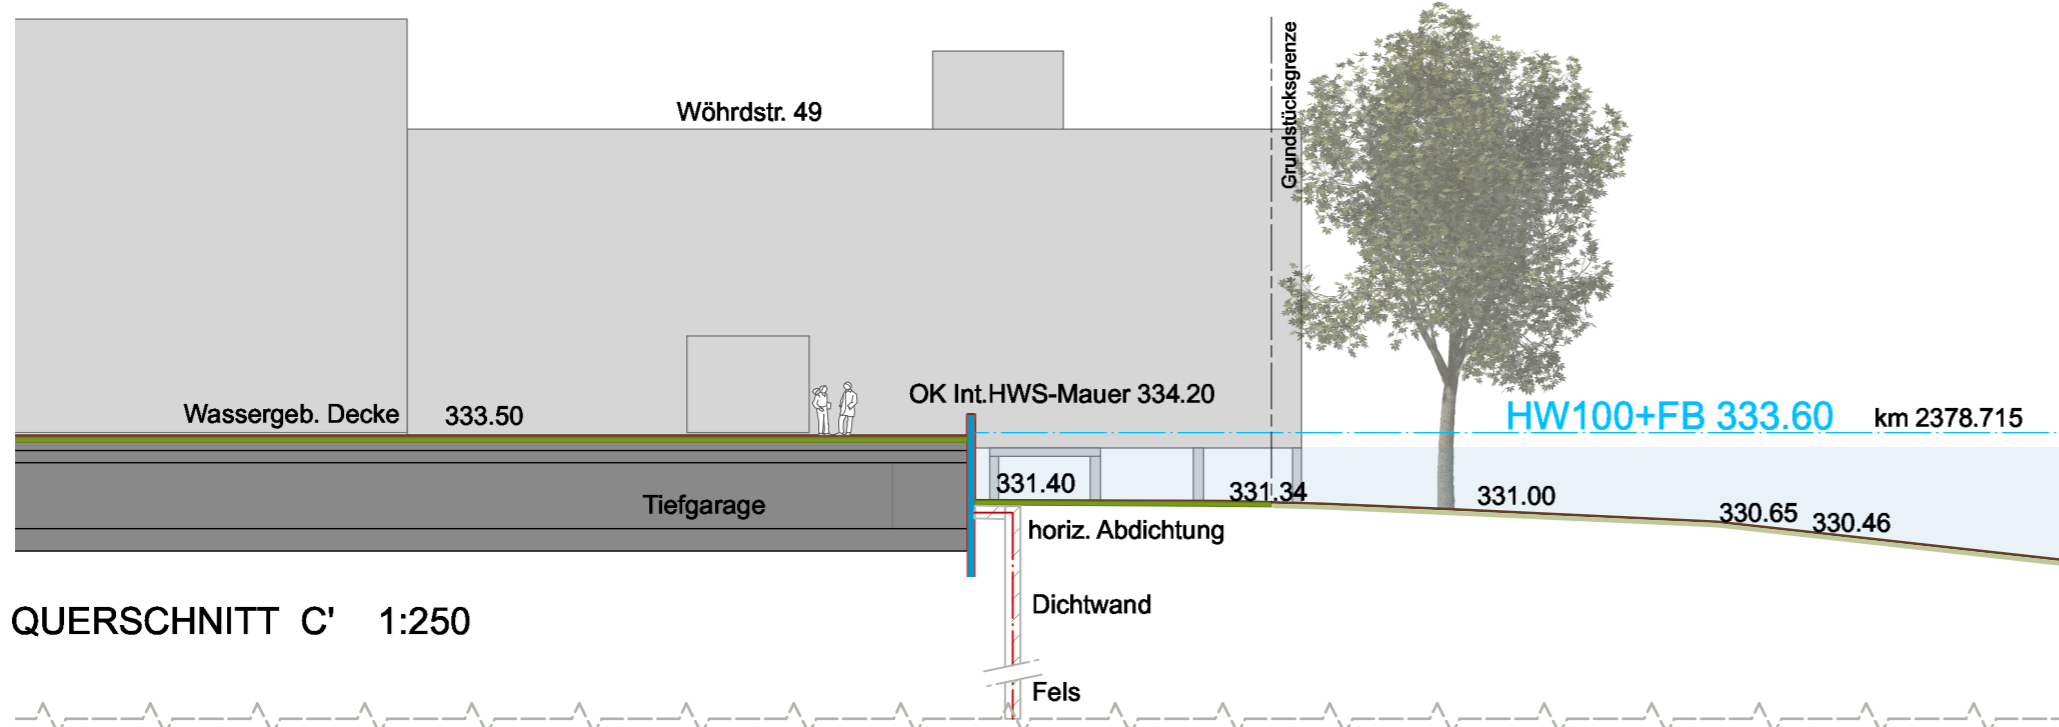 Wöhrdstr. 49
Grundstücksgrenze
OK Int.HWS-Mauer 334.20
Wassergeb. Decke 333.50
HW100+FB 333.60 km 2378.715
331.40
331.34
331.00
330.65
330.46
Tiefgarage
horiz. Abdichtung
Dichtwand
QUERSCHNITT C' 1:250
Fels